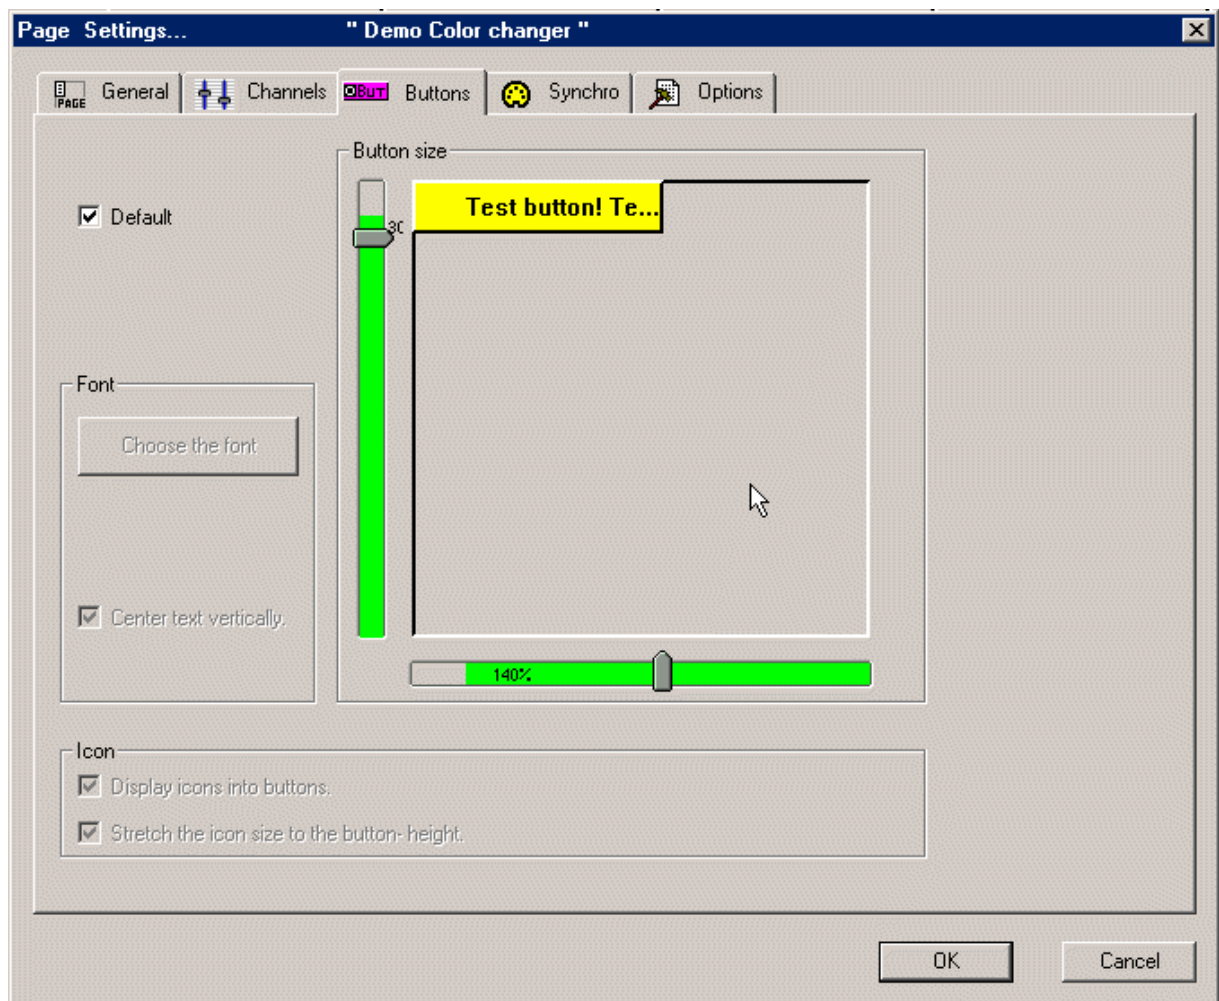 Page Settings... " Demo Color changer "
PAGE General Channels BUT Buttons Synchro Options
Button size
Default
Test button! Te...
30
Font
Choose the font
Center text vertically.
140%
Icon
Display icons into buttons.
Stretch the icon size to the button- height.
OK Cancel